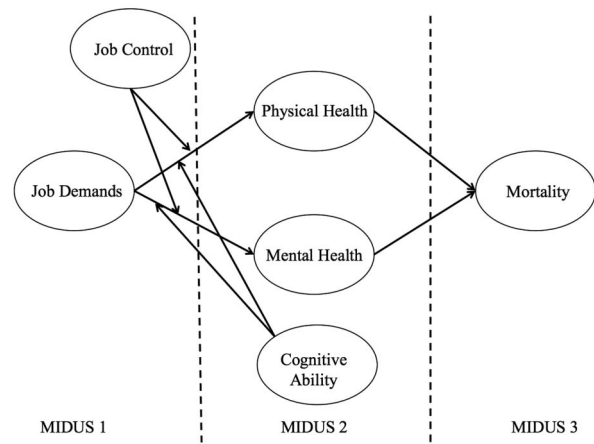 Job Control
Physical Health
Job Demands
Mortality
Mental Health
Cognitive
Ability
MIDUS 1
MIDUS 2
MIDUS 3